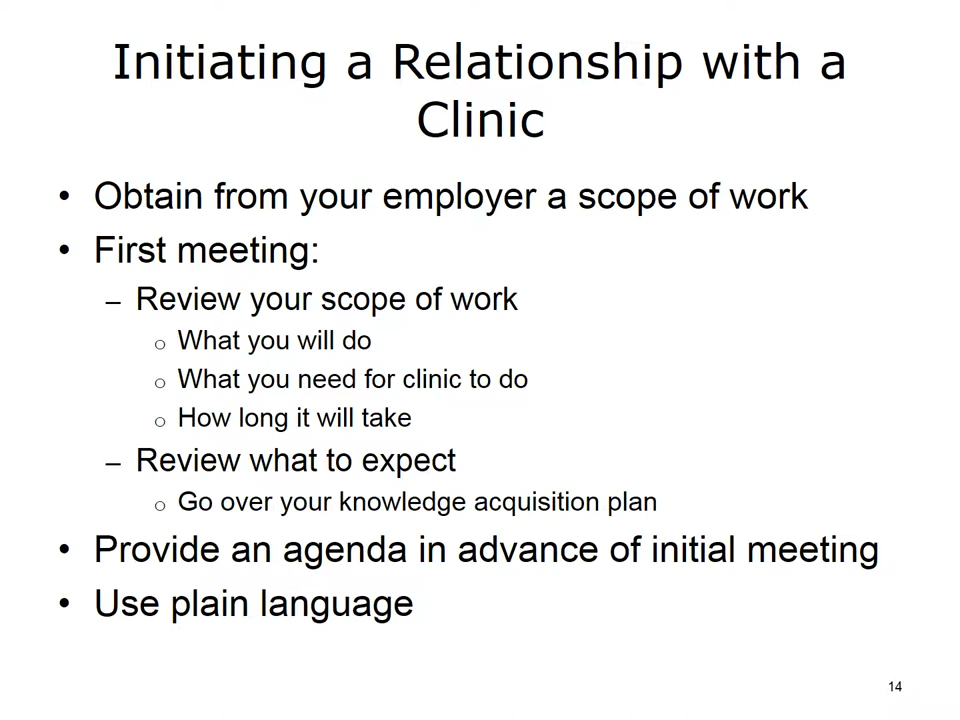 Initiating a Relationship with a
Clinic
• Obtain from your employer a scope of work
• First meeting:
– Review your scope of work
o What you will do
o What you need for clinic to do
o How long it will take
– Review what to expect
o Go over your knowledge acquisition plan
• Provide an agenda in advance of initial meeting
• Use plain language
14